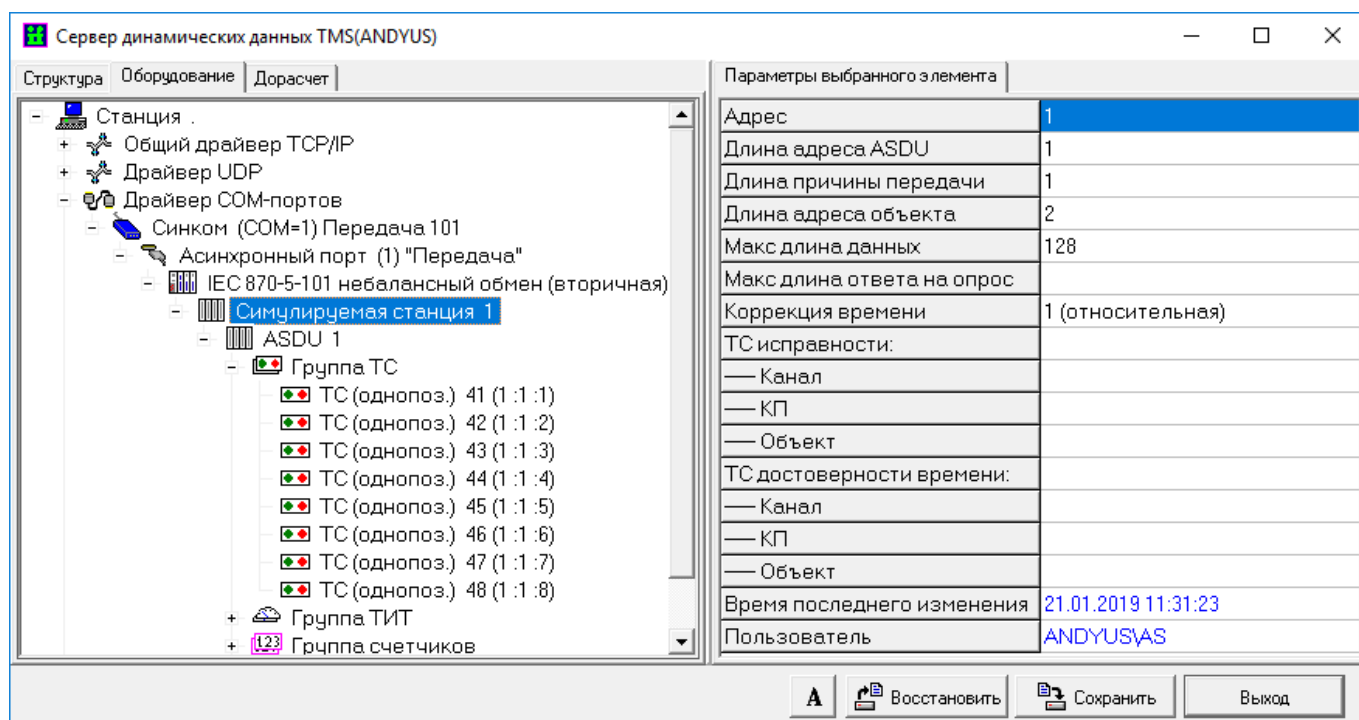 Сервер динамических данных TMS(ANDYUS)
Структура Оборудование Дорасчет
Станция .
Общий драйвер TCP/IP
Драйвер UDP
Драйвер COM-портов
Синком (COM=1) Передача 101
Асинхронный порт (1) "Передача"
IEC 870-5-101 небалансный обмен (вторичная)
Симулируемая станция 1
ASDU 1
Группа ТС
ТС (однопоз.) 41 (1 :1 :1)
ТС (однопоз.) 42 (1 :1 :2)
ТС (однопоз.) 43 (1 :1 :3)
ТС (однопоз.) 44 (1 :1 :4)
ТС (однопоз.) 45 (1 :1 :5)
ТС (однопоз.) 46 (1 :1 :6)
ТС (однопоз.) 47 (1 :1 :7)
ТС (однопоз.) 48 (1 :1 :8)
Группа ТИТ
123 Группа счетчиков
Параметры выбранного элемента
Адрес 1
Длина адреса ASDU 1
Длина причины передачи 1
Длина адреса объекта 2
Макс длина данных 128
Макс длина ответа на опрос
Коррекция времени 1 (относительная)
ТС исправности:
── Канал
── КП
── Объект
ТС достоверности времени:
── Канал
── КП
── Объект
Время последнего изменения 21.01.2019 11:31:23
Пользователь ANDYUS\AS
A Восстановить Сохранить Выход